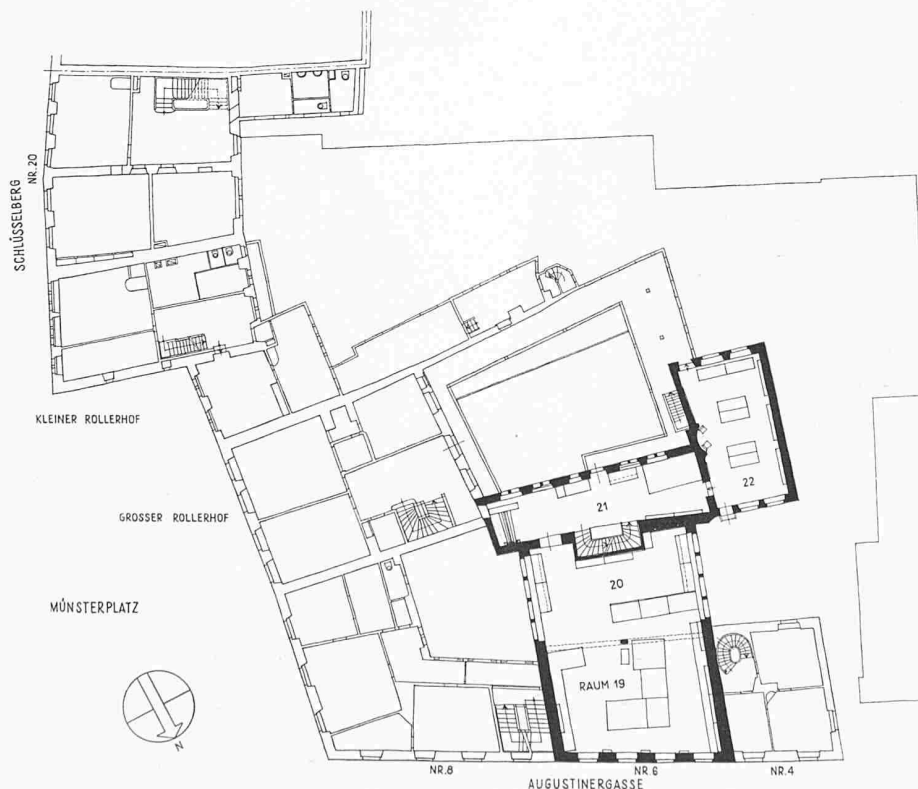 SCHLÜSSELBERG
NR.20
KLEINER ROLLERHOF
GROSSER ROLLERHOF
MÜNSTERPLATZ
N
22
21
20
RAUM 19
NR.8
NR.6
NR.4
AUGUSTINERGASSE